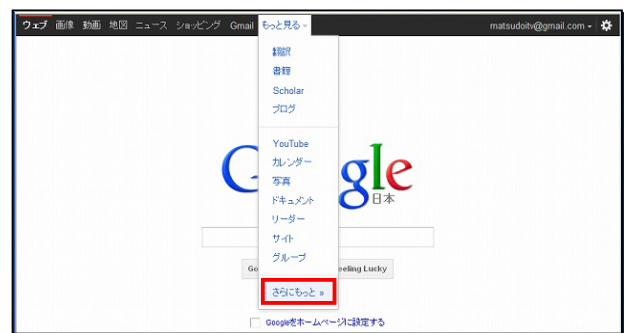 ウェブ 画像 動画 地図 ニュース ショッピング Gmail もっと見る matsudoitv@gmail.com
翻訳
書籍
Scholar
ブログ
YouTube
カレンダー
写真
ドキュメント
リーダー
サイト
グループ
さらにもっと »
G gle
日本
Go eeling Lucky
Googleをホームページに設定する